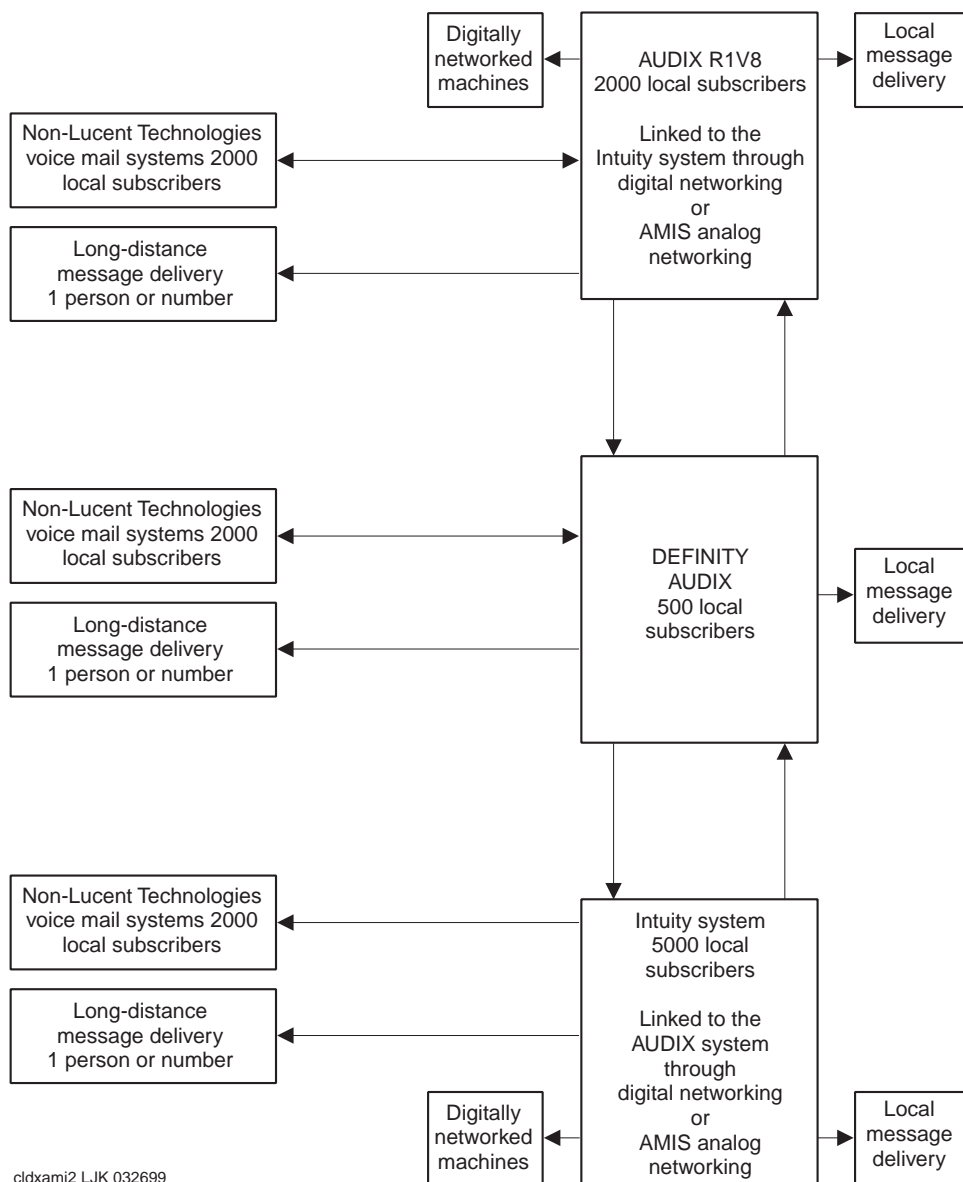 Digitally
networked
machines
AUDIX R1V8
2000 local subscribers
Linked to the
Intuity system through
digital networking
or
AMIS analog
networking
Local
message
delivery
Non-Lucent Technologies
voice mail systems 2000
local subscribers
Long-distance
message delivery
1 person or number
Non-Lucent Technologies
voice mail systems 2000
local subscribers
Long-distance
message delivery
1 person or number
DEFINITY
AUDIX
500 local
subscribers
Local
message
delivery
Non-Lucent Technologies
voice mail systems 2000
local subscribers
Long-distance
message delivery
1 person or number
Intuity system
5000 local
subscribers
Linked to the
AUDIX system
through
digital networking
or
AMIS analog
networking
Digitally
networked
machines
Local
message
delivery
cldxami2 LJK 032699